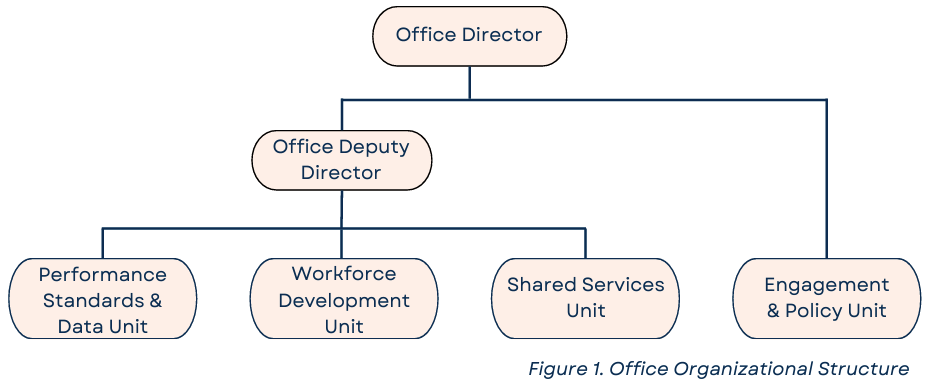 Office Director
Office Deputy
Director
Performance
Standards &
Data Unit
Workforce
Development
Unit
Shared Services
Unit
Engagement
& Policy Unit
Figure 1. Office Organizational Structure